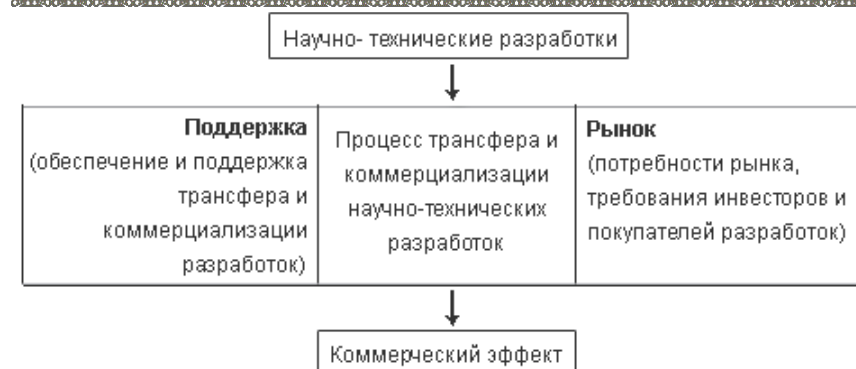 Научно- технические разработки
Поддержка
(обеспечение и поддержка
трансфера и
коммерциализации
разработок)
Процесс трансфера и
коммерциализации
научно-технических
разработок
Рынок
(потребности рынка,
требования инвесторов и
покупателей разработок)
Коммерческий эффект